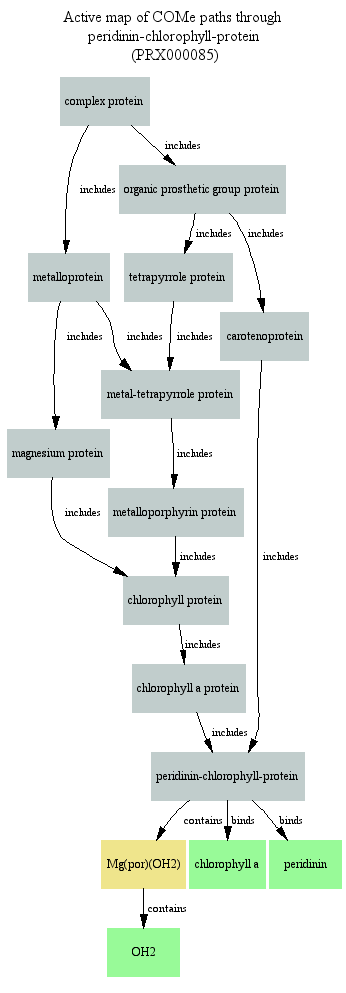 Active map of COMe paths through
peridinin-chlorophyll-protein
(PRX000085)
complex protein
includes
organic prosthetic group protein
includes
includes
includes
metalloprotein
tetrapyrrole protein
carotenoprotein
includes
includes
includes
metal-tetrapyrrole protein
magnesium protein
includes
metalloporphyrin protein
includes
includes
includes
chlorophyll protein
includes
chlorophyll a protein
includes
peridinin-chlorophyll-protein
contains
binds
binds
Mg(por)(OH2)
chlorophyll a
peridinin
contains
OH2